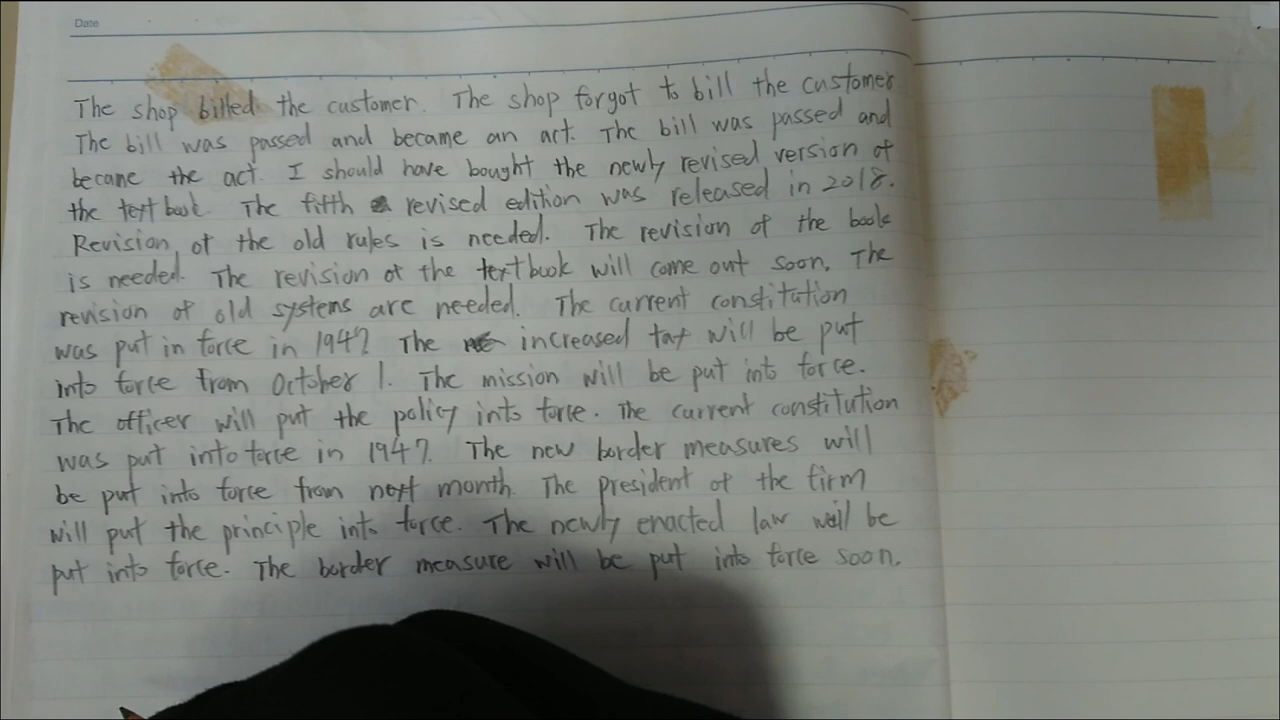 Date
The shop billed the customer. The shop forgot to bill the customer
The bill was passed and became an act. The bill was passed and
became the act. I should have bought the newly revised version of
the textbook. The fifth revised edition was released in 2018.
Revision of the old rules is needed. The revision of the book
is needed. The revision of the textbook will come out soon. The
revision of old systems are needed. The current constitution
was put in force in 1947 The increased tax will be put
into force from October 1. The mission will be put into force.
The officer will put the policy into force. The current constitution
was put into force in 1947. The new border measures will
be put into force from next month. The president of the firm
will put the principle into force. The newly enacted law will be
put into force. The border measure will be put into force soon.